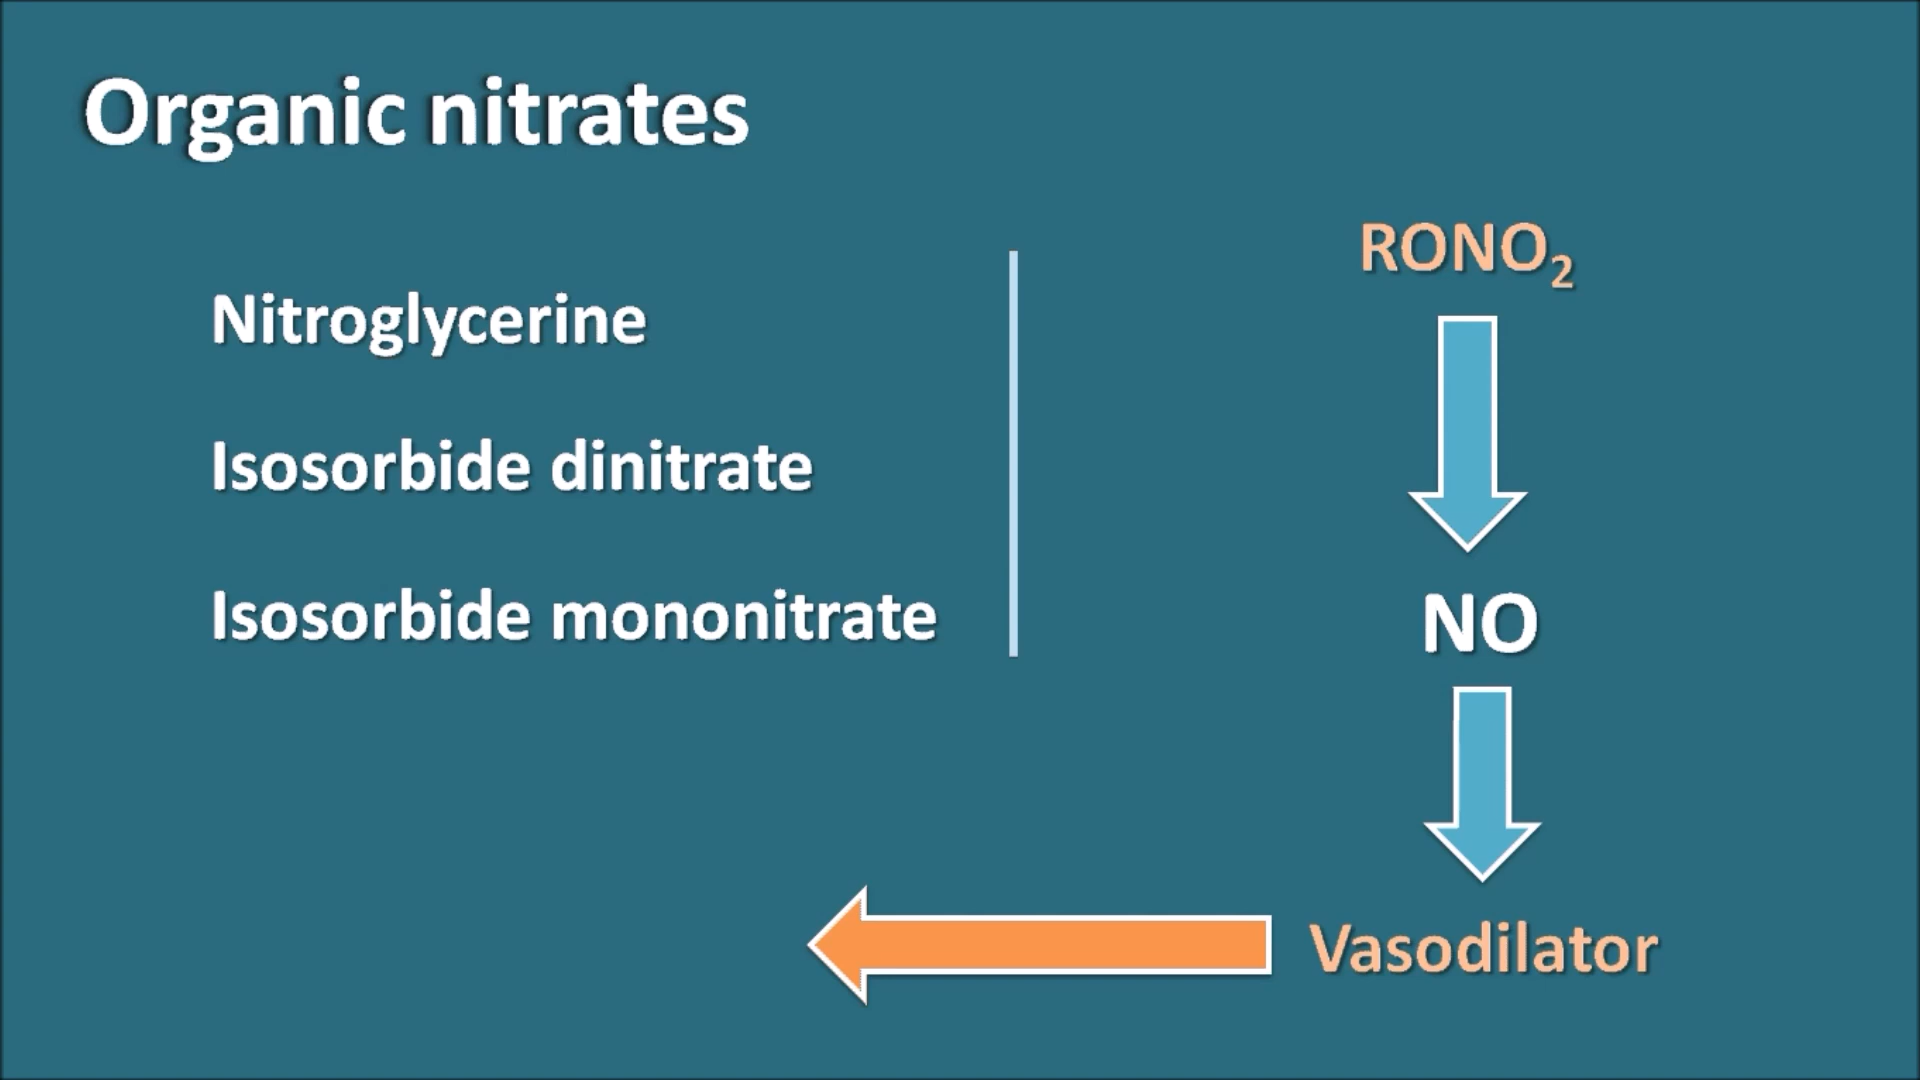 Organic nitrates
Nitroglycerine
Isosorbide dinitrate
Isosorbide mononitrate
RONO₂
NO
Vasodilator